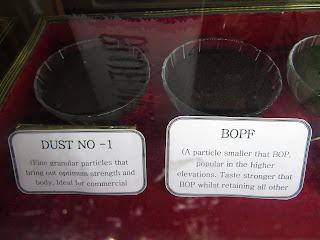 DUST NO -1
(Fine granular particles that
bring out optimum strength and
body, Ideal for commercial
BOPF
(A particle smaller that BOP,
popular in the higher
elevations. Taste stronger that
BOP whilst retaining all other